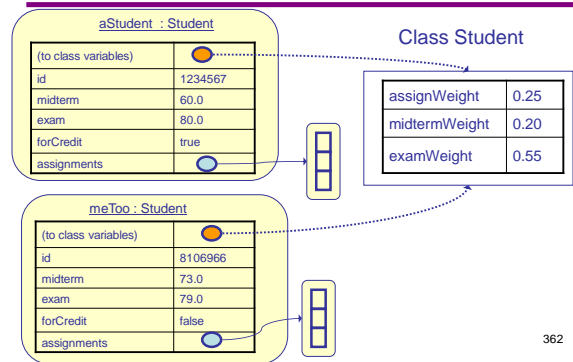 aStudent : Student
(to class variables)
id 1234567
midterm 60.0
exam 80.0
forCredit true
assignments
Class Student
assignWeight 0.25
midtermWeight 0.20
examWeight 0.55
meToo : Student
(to class variables)
id 8106966
midterm 73.0
exam 79.0
forCredit false
assignments
362